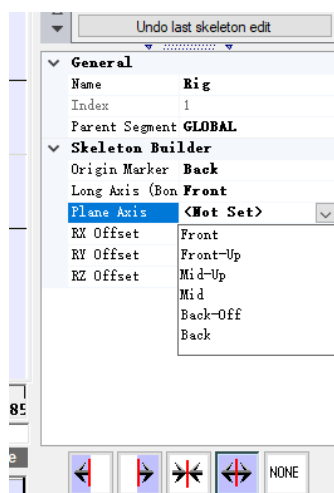 Undo last skeleton edit
General
Name Rig
Index 1
Parent Segment GLOBAL
Skeleton Builder
Origin Marker Back
Long Axis (Bon Front
Plane Axis <Not Set>
RX Offset
RY Offset
RZ Offset
Front
Front-Up
Mid-Up
Mid
Back-Off
Back
85
e
NONE